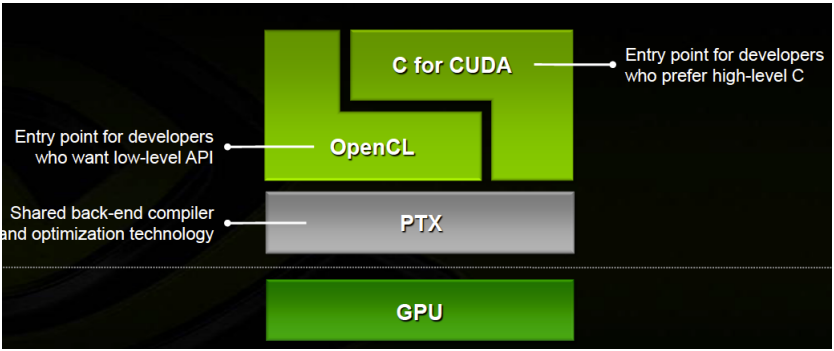 C for CUDA
Entry point for developers
who prefer high-level C
Entry point for developers
who want low-level API
OpenCL
Shared back-end compiler
and optimization technology
PTX
GPU